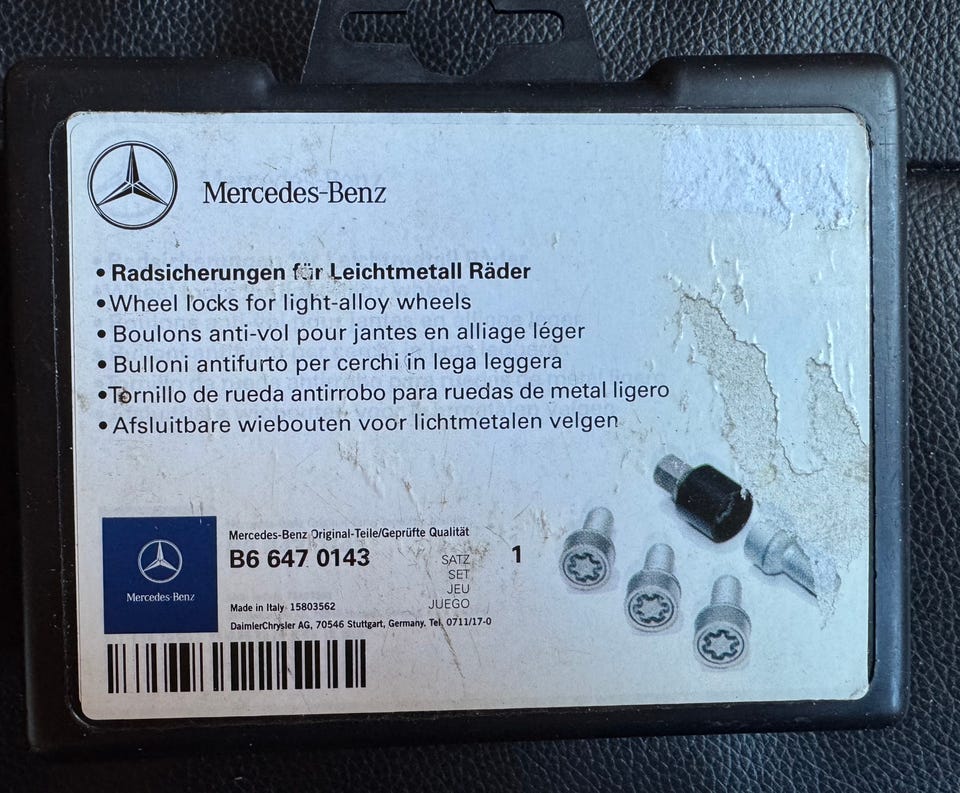 Mercedes-Benz
• Radsicherungen für Leichtmetall Räder
• Wheel locks for light-alloy wheels
• Boulons anti-vol pour jantes en alliage léger
• Bulloni antifurto per cerchi in lega leggera
• Tornillo de rueda antirrobo para ruedas de metal ligero
• Afsluitbare wiebouten voor lichtmetalen velgen
Mercedes-Benz Original-Teile/Geprüfte Qualität
B6 647 0143
SATZ 1
SET
JEU
JUEGO
Mercedes-Benz
Made in Italy 15803562
DaimlerChrysler AG, 70546 Stuttgart, Germany. Tel. 0711/17-0